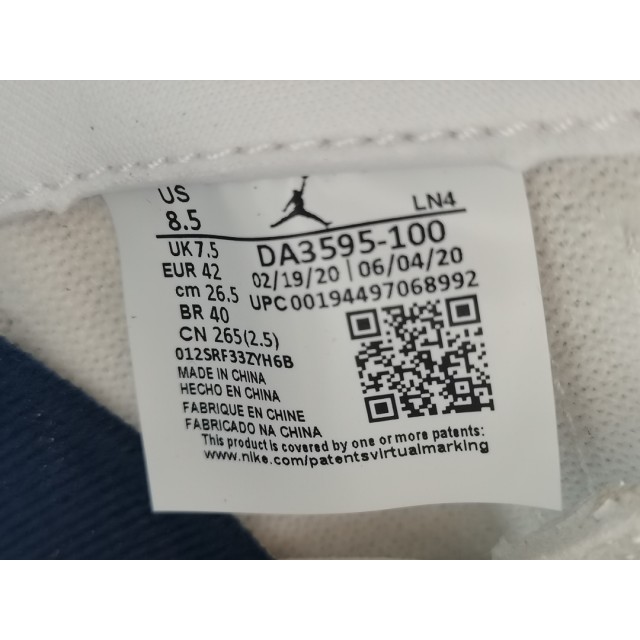 US
8.5
UK 7.5
EUR 42
cm 26.5
BR 40
CN 265(2.5)
012SRF33ZYH6B
LN4
DA3595-100
02/19/20 | 06/04/20
UPC00194497068992
MADE IN CHINA
HECHO EN CHINA
FABRIQUE EN CHINE
FABRICADO NA CHINA
This product is covered by one or more patents:
www.nike.com/patentsvirtualmarking